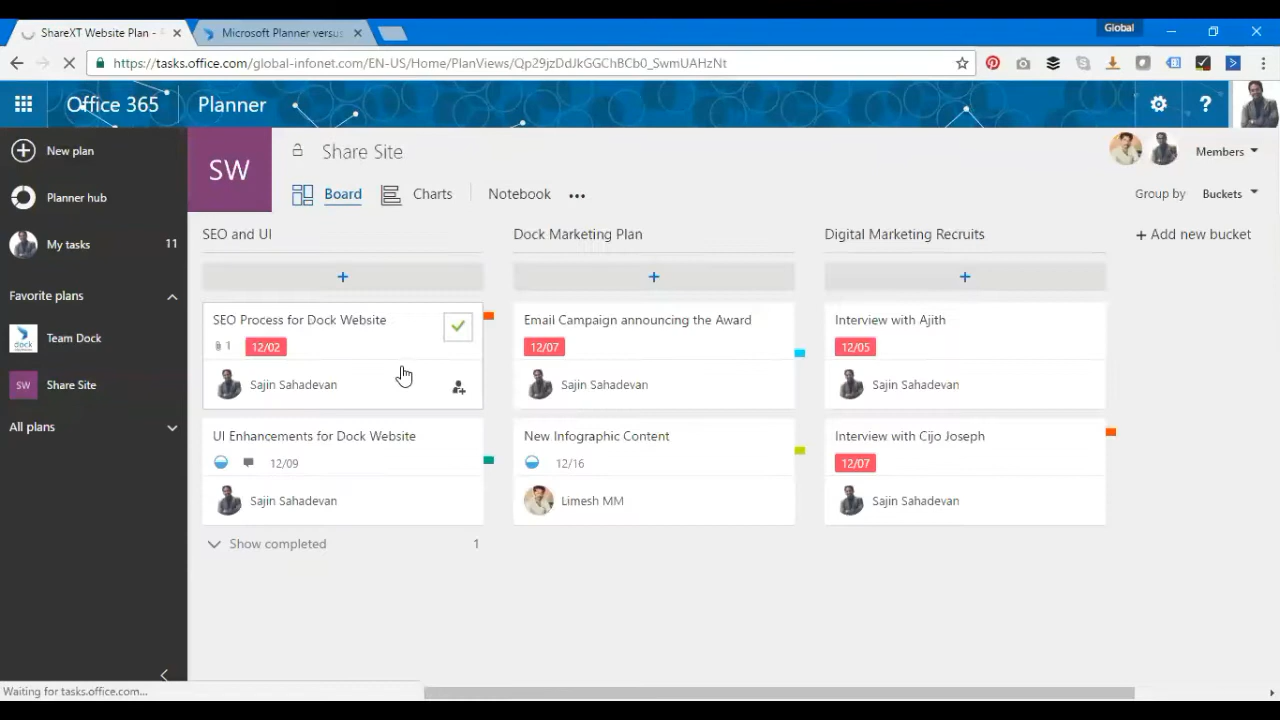 ShareXT Website Plan -
Microsoft Planner versus
Global
https://tasks.office.com/global-infonet.com/EN-US/Home/PlanViews/Qp29jzDdJkGGChBCb0_SwmUAHzNt
Office 365
Planner
?
New plan
Planner hub
My tasks 11
Favorite plans
dock
Team Dock
SW
Share Site
All plans
SW
Share Site
Members
Board
Charts
Notebook
...
Group by Buckets
SEO and UI
+
SEO Process for Dock Website
1 12/02
Sajin Sahadevan
UI Enhancements for Dock Website
12/09
Sajin Sahadevan
Show completed 1
Dock Marketing Plan
+
Email Campaign announcing the Award
12/07
Sajin Sahadevan
New Infographic Content
12/16
Limesh MM
Digital Marketing Recruits
+
Interview with Ajith
12/05
Sajin Sahadevan
Interview with Cijo Joseph
12/07
Sajin Sahadevan
+ Add new bucket
Waiting for tasks.office.com...